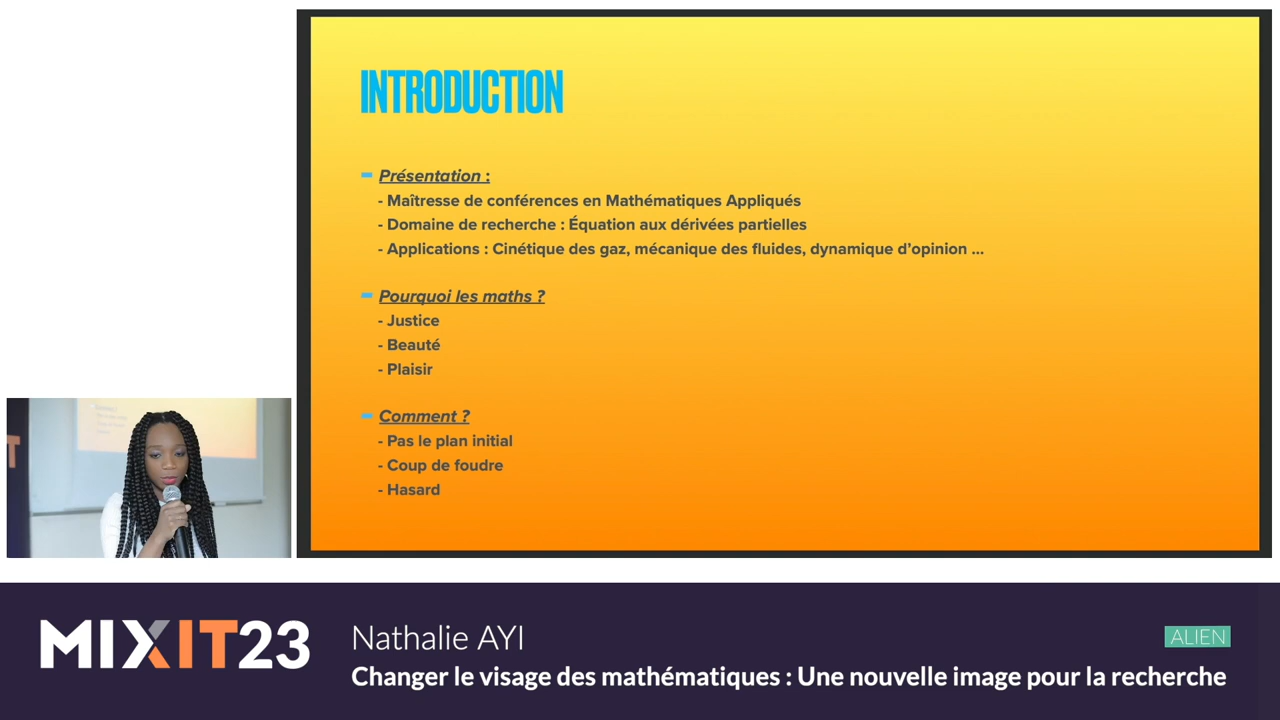 INTRODUCTION
Présentation :
- Maîtresse de conférences en Mathématiques Appliqués
- Domaine de recherche : Équation aux dérivées partielles
- Applications : Cinétique des gaz, mécanique des fluides, dynamique d’opinion ...
Pourquoi les maths ?
- Justice
- Beauté
- Plaisir
Comment ?
- Pas le plan initial
- Coup de foudre
- Hasard
MIXIT23
Nathalie AYI
ALIEN
Changer le visage des mathématiques : Une nouvelle image pour la recherche